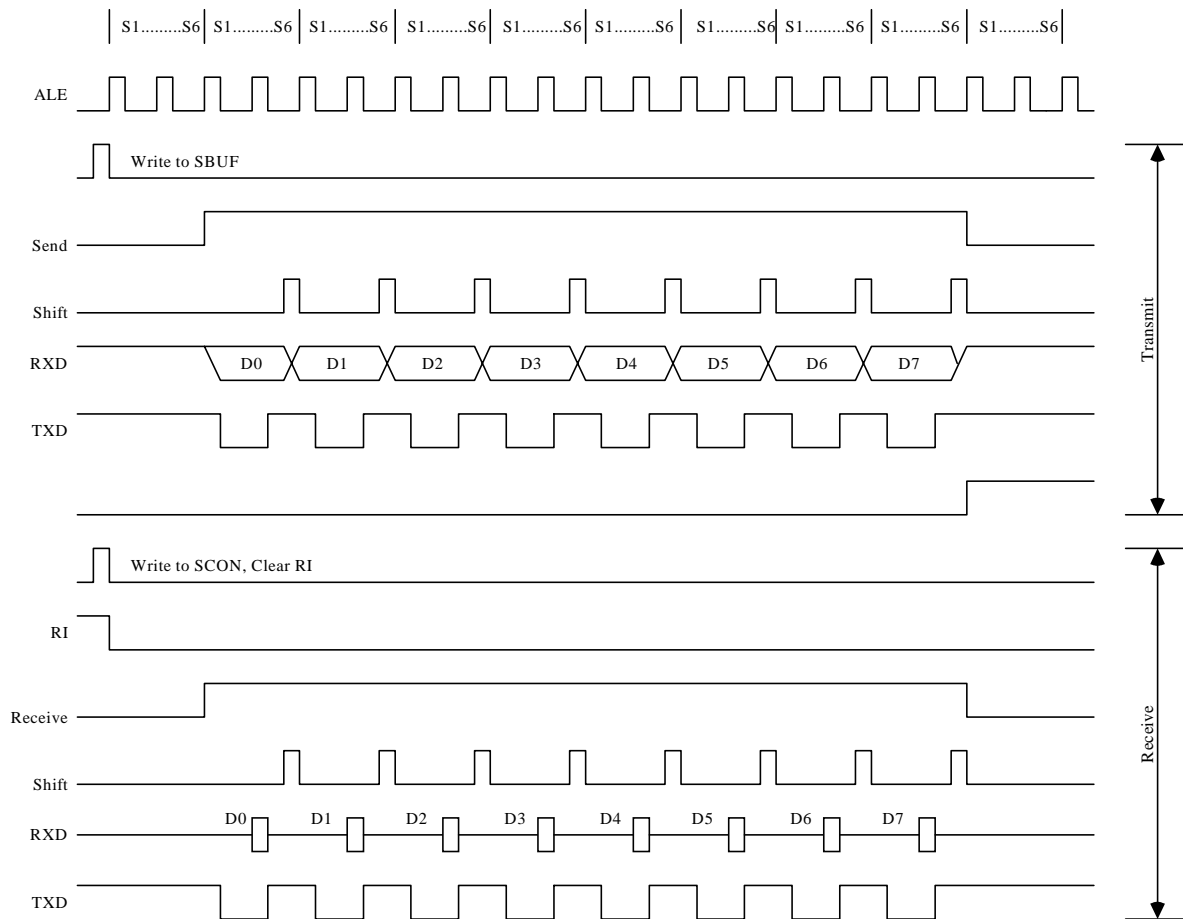 S1.........S6 S1.........S6 S1.........S6 S1.........S6 S1.........S6 S1.........S6 S1.........S6 S1.........S6 S1.........S6 S1.........S6
ALE
Write to SBUF
Send
Shift
RXD D0 D1 D2 D3 D4 D5 D6 D7
TXD
Transmit
Write to SCON, Clear RI
RI
Receive
Shift
RXD D0 D1 D2 D3 D4 D5 D6 D7
TXD
Receive